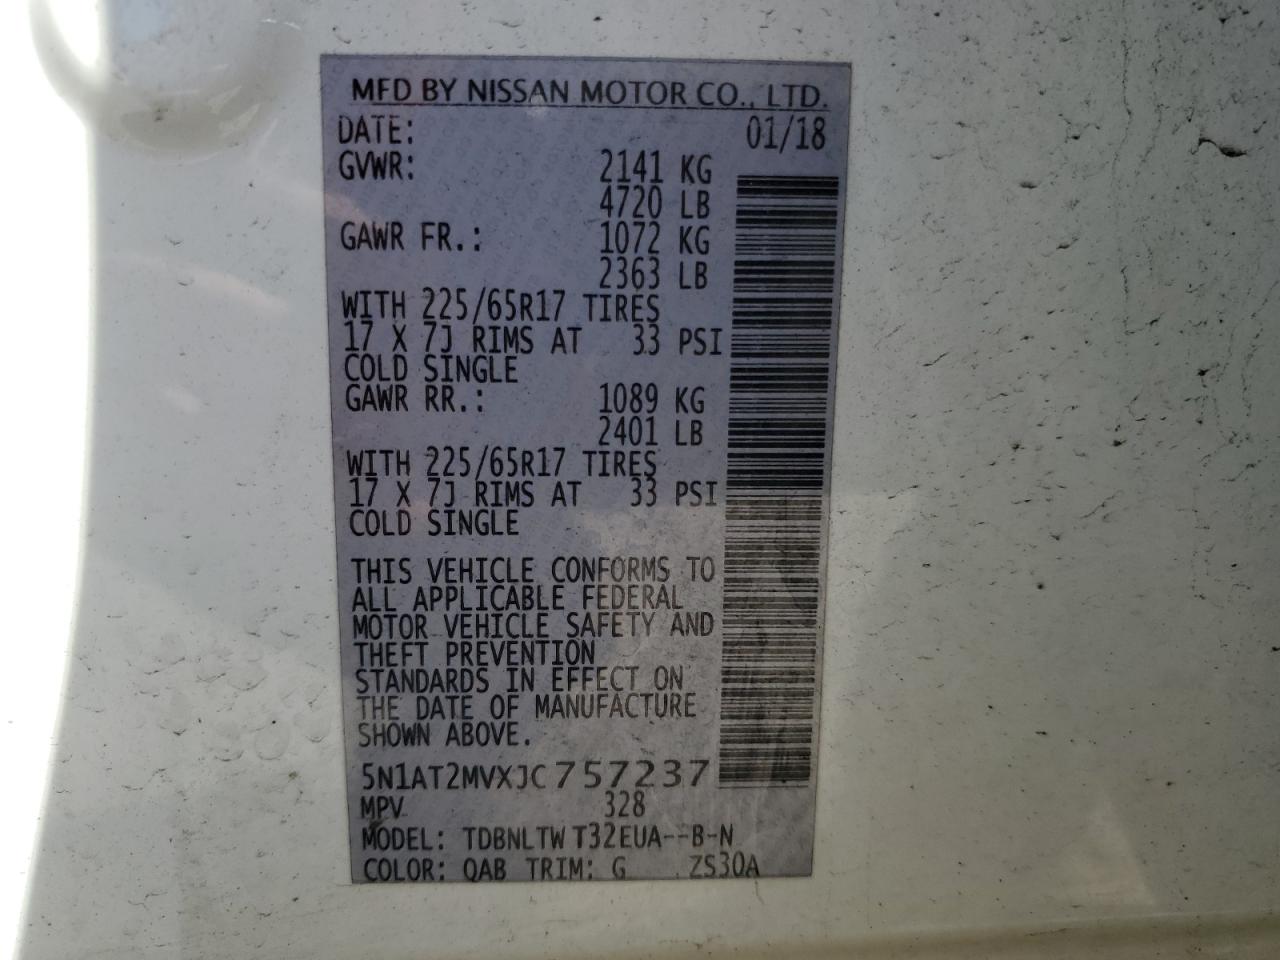 MFD BY NISSAN MOTOR CO., LTD.
DATE: 01/18
GVWR: 2141 KG
4720 LB
GAWR FR.: 1072 KG
2363 LB
WITH 225/65R17 TIRES
17 X 7J RIMS AT 33 PSI
COLD SINGLE
GAWR RR.: 1089 KG
2401 LB
WITH 225/65R17 TIRES
17 X 7J RIMS AT 33 PSI
COLD SINGLE
THIS VEHICLE CONFORMS TO
ALL APPLICABLE FEDERAL
MOTOR VEHICLE SAFETY AND
THEFT PREVENTION
STANDARDS IN EFFECT ON
THE DATE OF MANUFACTURE
SHOWN ABOVE.
5N1AT2MVXJC757237
MPV 328
MODEL: TDBNLTW T32EUA--B-N
COLOR: QAB TRIM: G ZS30A